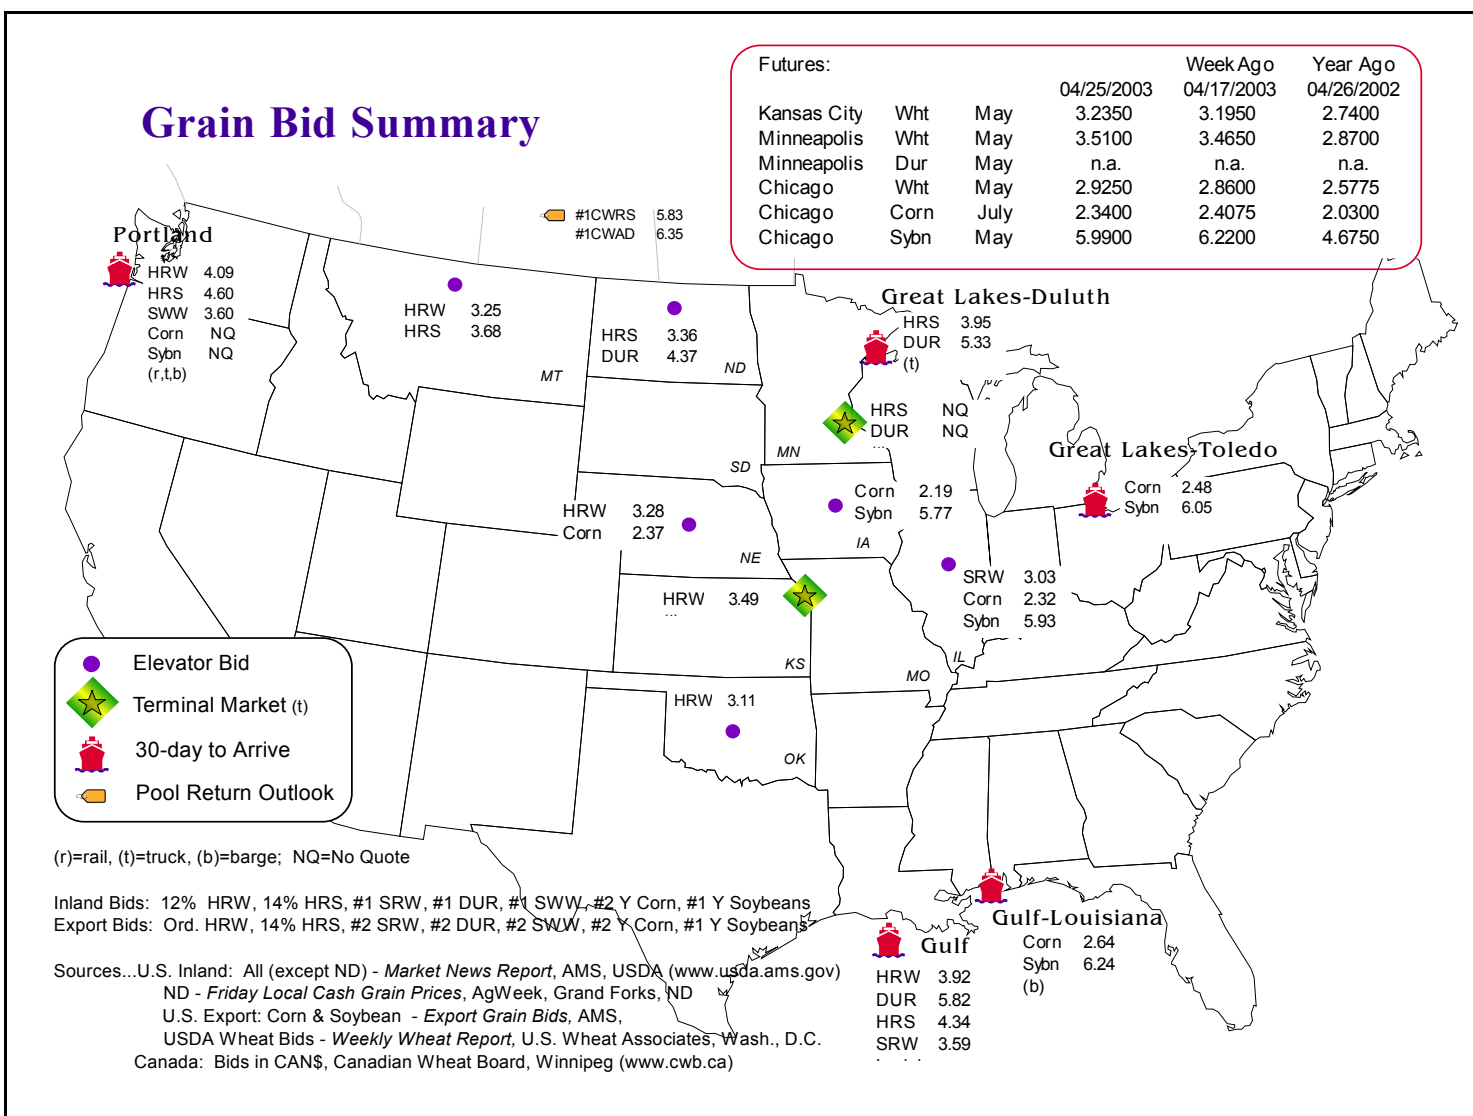 Grain Bid Summary
Futures:
Week Ago Year Ago
04/25/2003 04/17/2003 04/26/2002
Kansas City Wht May 3.2350 3.1950 2.7400
Minneapolis Wht May 3.5100 3.4650 2.8700
Minneapolis Dur May n.a. n.a. n.a.
Chicago Wht May 2.9250 2.8600 2.5775
Chicago Corn July 2.3400 2.4075 2.0300
Chicago Sybn May 5.9900 6.2200 4.6750
#1CWRS 5.83
#1CWAD 6.35
Portland
HRW 4.09
HRS 4.60
SWW 3.60
Corn NQ
Sybn NQ
(r,t,b)
HRW 3.25
HRS 3.68
MT
HRS 3.36
DUR 4.37
ND
Great Lakes-Duluth
HRS 3.95
DUR 5.33
(t)
HRS NQ
DUR NQ
MN
SD
Great Lakes-Toledo
Corn 2.48
Sybn 6.05
Corn 2.19
Sybn 5.77
IA
HRW 3.28
Corn 2.37
NE
SRW 3.03
Corn 2.32
Sybn 5.93
IL
HRW 3.49
KS
MO
HRW 3.11
OK
Elevator Bid
Terminal Market (t)
30-day to Arrive
Pool Return Outlook
(r)=rail, (t)=truck, (b)=barge; NQ=No Quote
Inland Bids: 12% HRW, 14% HRS, #1 SRW, #1 DUR, #1 SWW, #2 Y Corn, #1 Y Soybeans
Export Bids: Ord. HRW, 14% HRS, #2 SRW, #2 DUR, #2 SWW, #2 Y Corn, #1 Y Soybeans
Gulf-Louisiana
Corn 2.64
Sybn 6.24
(b)
Gulf
HRW 3.92
DUR 5.82
HRS 4.34
SRW 3.59
Sources...U.S. Inland: All (except ND) - Market News Report, AMS, USDA (www.usda.ams.gov)
ND - Friday Local Cash Grain Prices, AgWeek, Grand Forks, ND
U.S. Export: Corn & Soybean - Export Grain Bids, AMS,
USDA Wheat Bids - Weekly Wheat Report, U.S. Wheat Associates, Wash., D.C.
Canada: Bids in CAN$, Canadian Wheat Board, Winnipeg (www.cwb.ca)